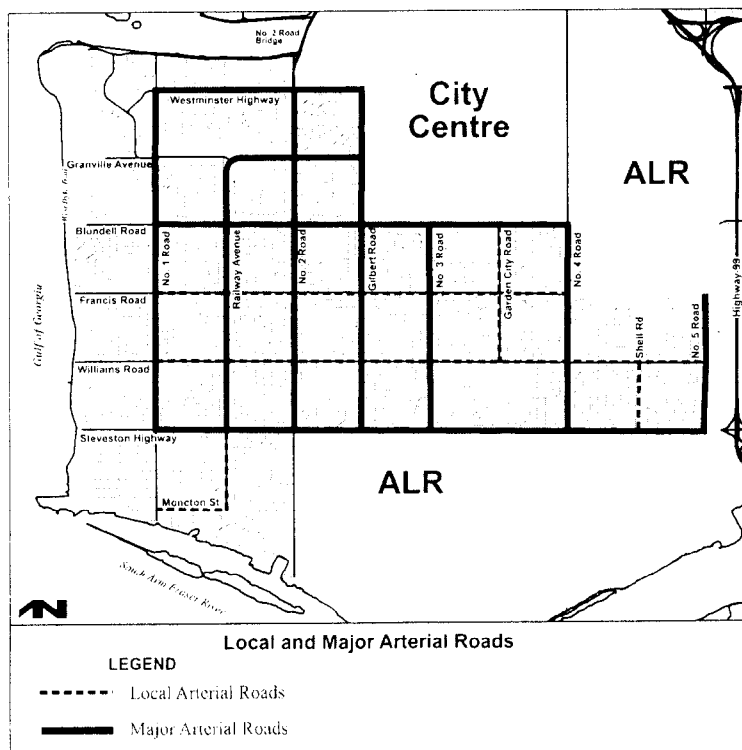 No. 2 Road
Bridge
City
Centre
Westminster Highway
ALR
Granville Avenue
Blundell Road
No. 1 Road
Railway Avenue
No. 2 Road
Gilbert Road
No. 3 Road
Garden City Road
No. 4 Road
Highway 99
Gulf of Georgia
Francis Road
Shell Rd
No. 5 Road
Williams Road
Steveston Highway
ALR
Moncton St
South Arm Fraser River
N
Local and Major Arterial Roads
LEGEND
Local Arterial Roads
Major Arterial Roads